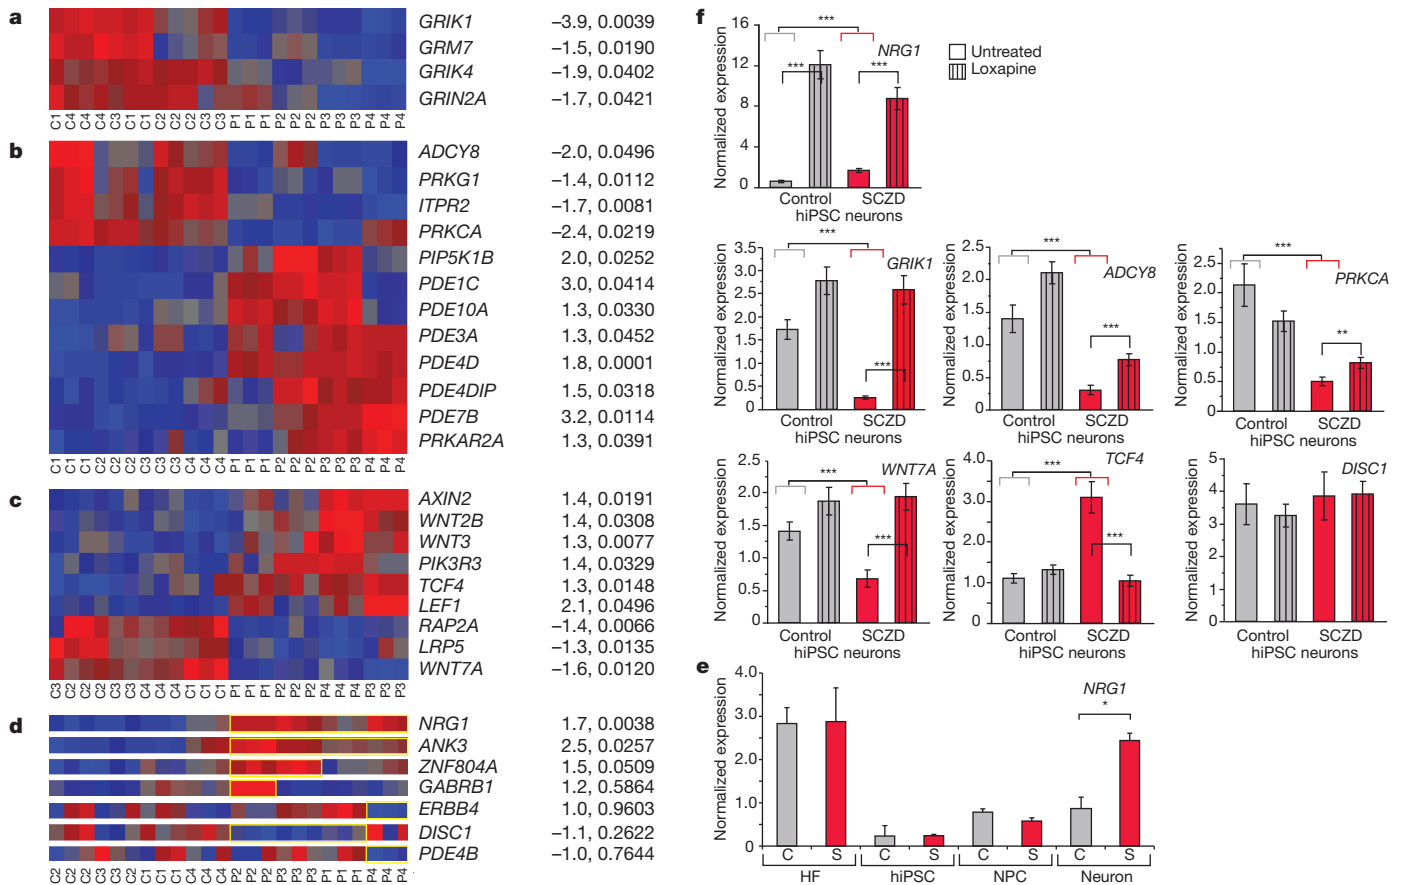 a
GRIK1 −3.9, 0.0039
GRM7 −1.5, 0.0190
GRIK4 −1.9, 0.0402
GRIN2A −1.7, 0.0421
C1 C4 C4 C4 C3 C1 C1 C2 C2 C2 C3 C3 P1 P1 P1 P2 P2 P2 P3 P3 P3 P4 P4 P4
b
ADCY8 −2.0, 0.0496
PRKG1 −1.4, 0.0112
ITPR2 −1.7, 0.0081
PRKCA −2.4, 0.0219
PIP5K1B 2.0, 0.0252
PDE1C 3.0, 0.0414
PDE10A 1.3, 0.0330
PDE3A 1.3, 0.0452
PDE4D 1.8, 0.0001
PDE4DIP 1.5, 0.0318
PDE7B 3.2, 0.0114
PRKAR2A 1.3, 0.0391
C1 C1 C1 C2 C2 C2 C3 C3 C3 C4 C4 C4 P1 P1 P1 P2 P2 P2 P3 P3 P3 P4 P4 P4
c
AXIN2 1.4, 0.0191
WNT2B 1.4, 0.0308
WNT3 1.3, 0.0077
PIK3R3 1.4, 0.0329
TCF4 1.3, 0.0148
LEF1 2.1, 0.0496
RAP2A −1.4, 0.0066
LRP5 −1.3, 0.0135
WNT7A −1.6, 0.0120
C3 C2 C2 C2 C3 C3 C4 C4 C4 C1 C1 C1 P1 P1 P1 P2 P2 P2 P4 P4 P4 P3 P3 P3
d
NRG1 1.7, 0.0038
ANK3 2.5, 0.0257
ZNF804A 1.5, 0.0509
GABRB1 1.2, 0.5864
ERBB4 1.0, 0.9603
DISC1 −1.1, 0.2622
PDE4B −1.0, 0.7644
C2 C2 C2 C3 C3 C3 C1 C1 C1 C4 C4 C4 P2 P2 P2 P3 P3 P3 P1 P1 P1 P4 P4 P4
f
Normalized expression
16
12
8
4
0
***
***
***
NRG1
Control SCZD
hiPSC neurons
Untreated
Loxapine
Normalized expression
3.5
3.0
2.5
2.0
1.5
1.0
0.5
0
***
***
GRIK1
Control SCZD
hiPSC neurons
Normalized expression
2.5
2.0
1.5
1.0
0.5
0
***
***
ADCY8
Control SCZD
hiPSC neurons
Normalized expression
2.5
2.0
1.5
1.0
0.5
0
***
**
PRKCA
Control SCZD
hiPSC neurons
Normalized expression
2.5
2.0
1.5
1.0
0.5
0
***
***
WNT7A
Control SCZD
hiPSC neurons
Normalized expression
4.0
3.0
2.0
1.0
0
***
***
TCF4
Control SCZD
hiPSC neurons
Normalized expression
5
4
3
2
1
0
DISC1
Control SCZD
hiPSC neurons
e
Normalized expression
4.0
3.0
2.0
1.0
0
NRG1
*
C S C S C S C S
HF hiPSC NPC Neuron